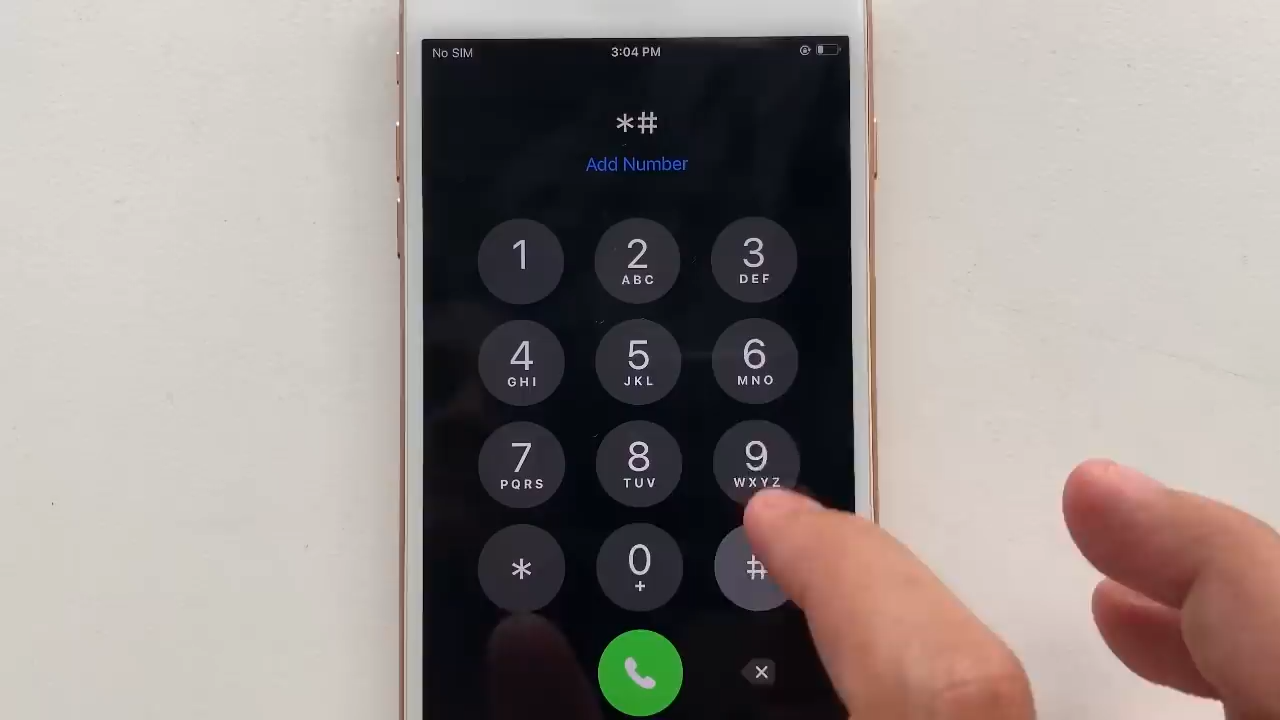 No SIM 3:04 PM
*#
Add Number
1 2 3
ABC DEF
4 5 6
GHI JKL MNO
7 8 9
PQRS TUV WXYZ
* 0 #
+